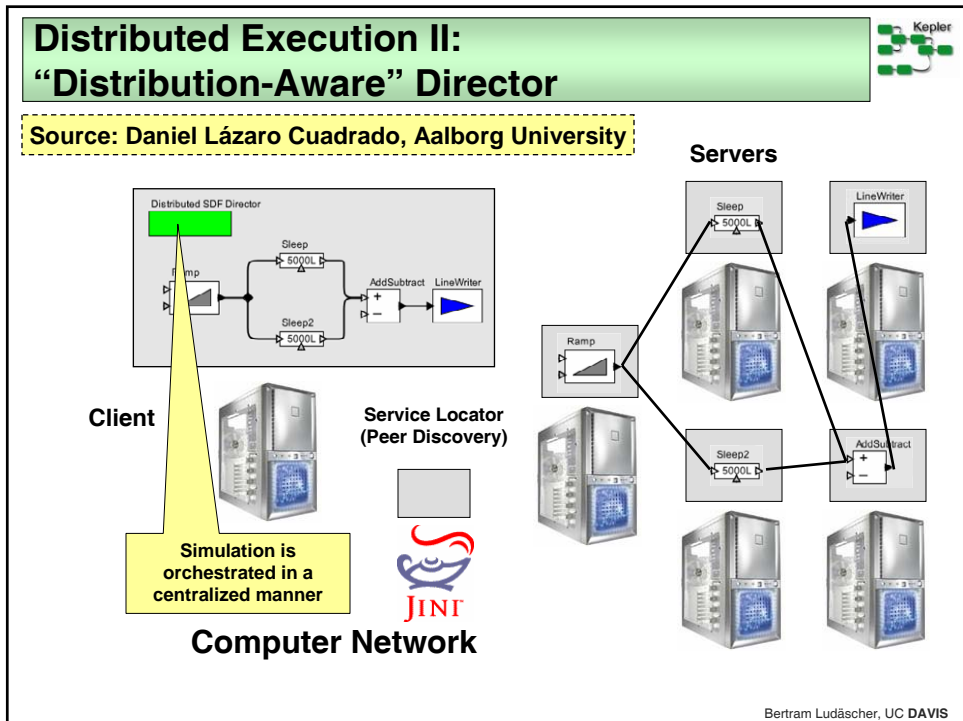 Distributed Execution II:
“Distribution-Aware” Director
Kepler
Source: Daniel Lázaro Cuadrado, Aalborg University
Servers
Distributed SDF Director
Ramp
Sleep
5000L
Sleep2
5000L
AddSubtract
+
−
LineWriter
Client
Service Locator
(Peer Discovery)
JINI
Simulation is
orchestrated in a
centralized manner
Computer Network
Ramp
Sleep
5000L
LineWriter
Sleep2
5000L
AddSubtract
+
−
Bertram Ludäscher, UC DAVIS